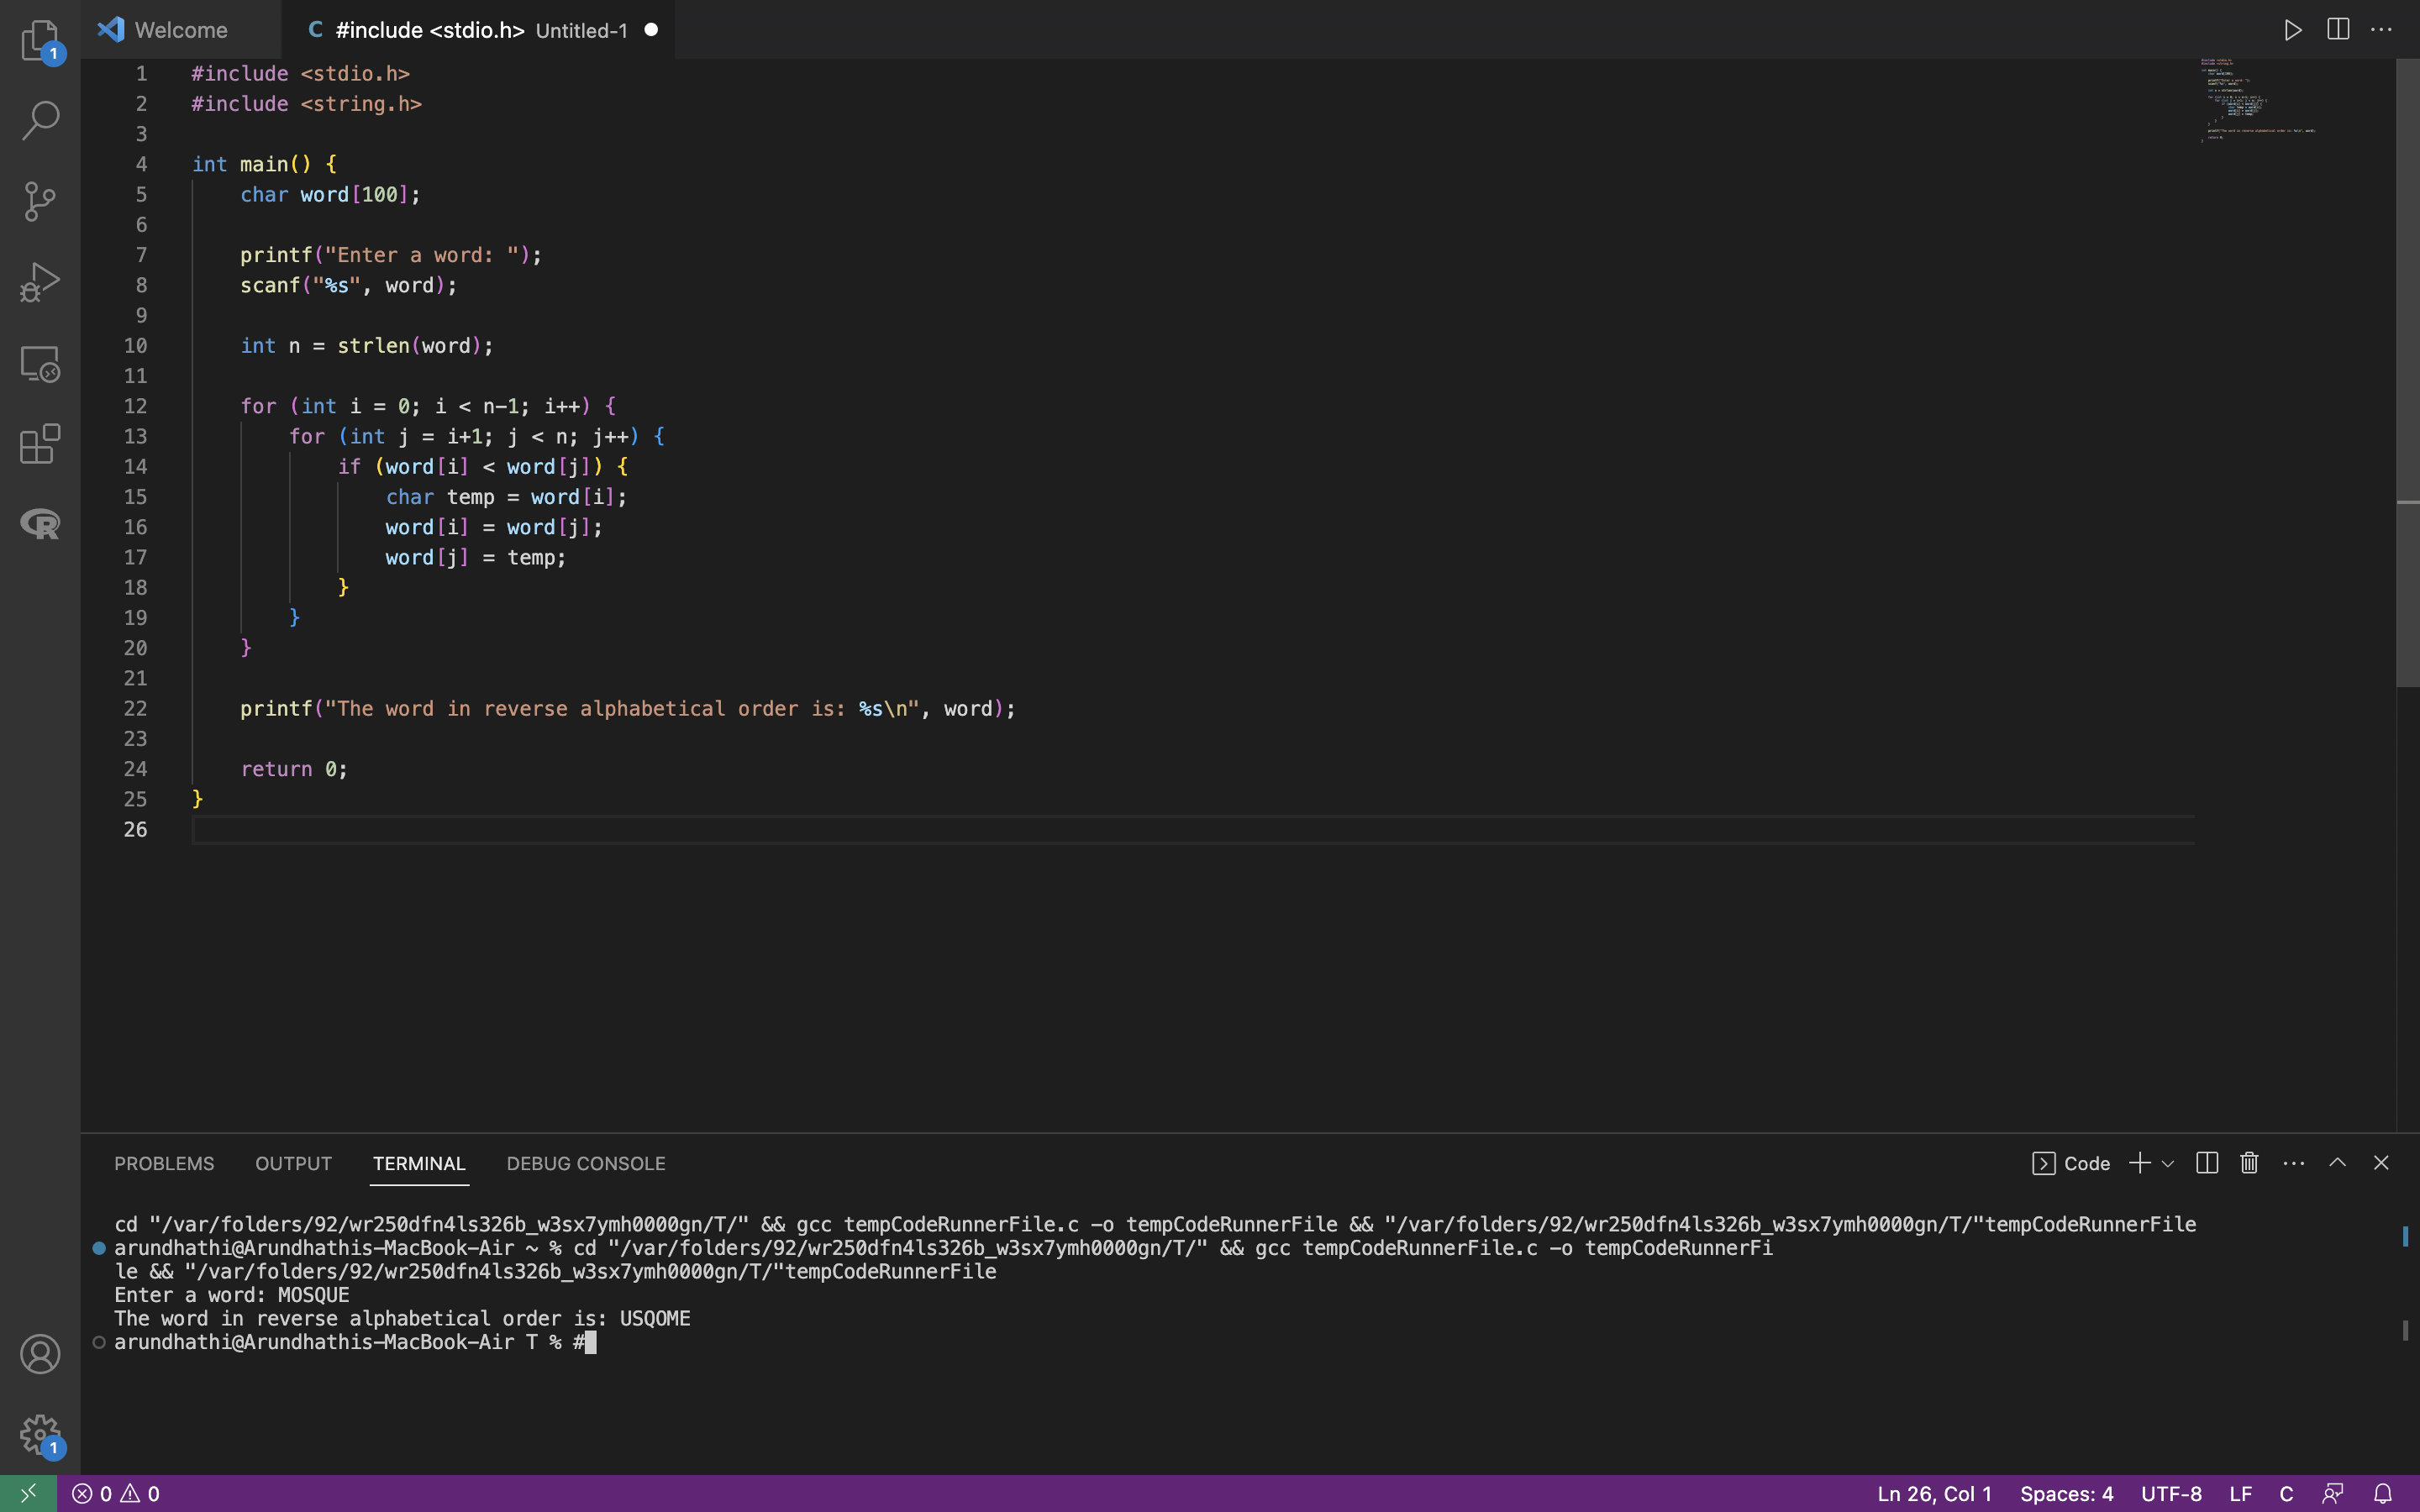 1
Welcome
C #include <stdio.h> Untitled-1
1 #include <stdio.h>
2 #include <string.h>
3
4 int main() {
5     char word[100];
6
7     printf("Enter a word: ");
8     scanf("%s", word);
9
10     int n = strlen(word);
11
12     for (int i = 0; i < n-1; i++) {
13         for (int j = i+1; j < n; j++) {
14             if (word[i] < word[j]) {
15                 char temp = word[i];
16                 word[i] = word[j];
17                 word[j] = temp;
18             }
19         }
20     }
21
22     printf("The word in reverse alphabetical order is: %s\n", word);
23
24     return 0;
25 }
26
PROBLEMS OUTPUT TERMINAL DEBUG CONSOLE Code
cd "/var/folders/92/wr250dfn4ls326b_w3sx7ymh0000gn/T/" && gcc tempCodeRunnerFile.c -o tempCodeRunnerFile && "/var/folders/92/wr250dfn4ls326b_w3sx7ymh0000gn/T/"tempCodeRunnerFile
arundhathi@Arundhathis-MacBook-Air ~ % cd "/var/folders/92/wr250dfn4ls326b_w3sx7ymh0000gn/T/" && gcc tempCodeRunnerFile.c -o tempCodeRunnerFi
le && "/var/folders/92/wr250dfn4ls326b_w3sx7ymh0000gn/T/"tempCodeRunnerFile
Enter a word: MOSQUE
The word in reverse alphabetical order is: USQOME
arundhathi@Arundhathis-MacBook-Air T % #
1
0 0 Ln 26, Col 1 Spaces: 4 UTF-8 LF C